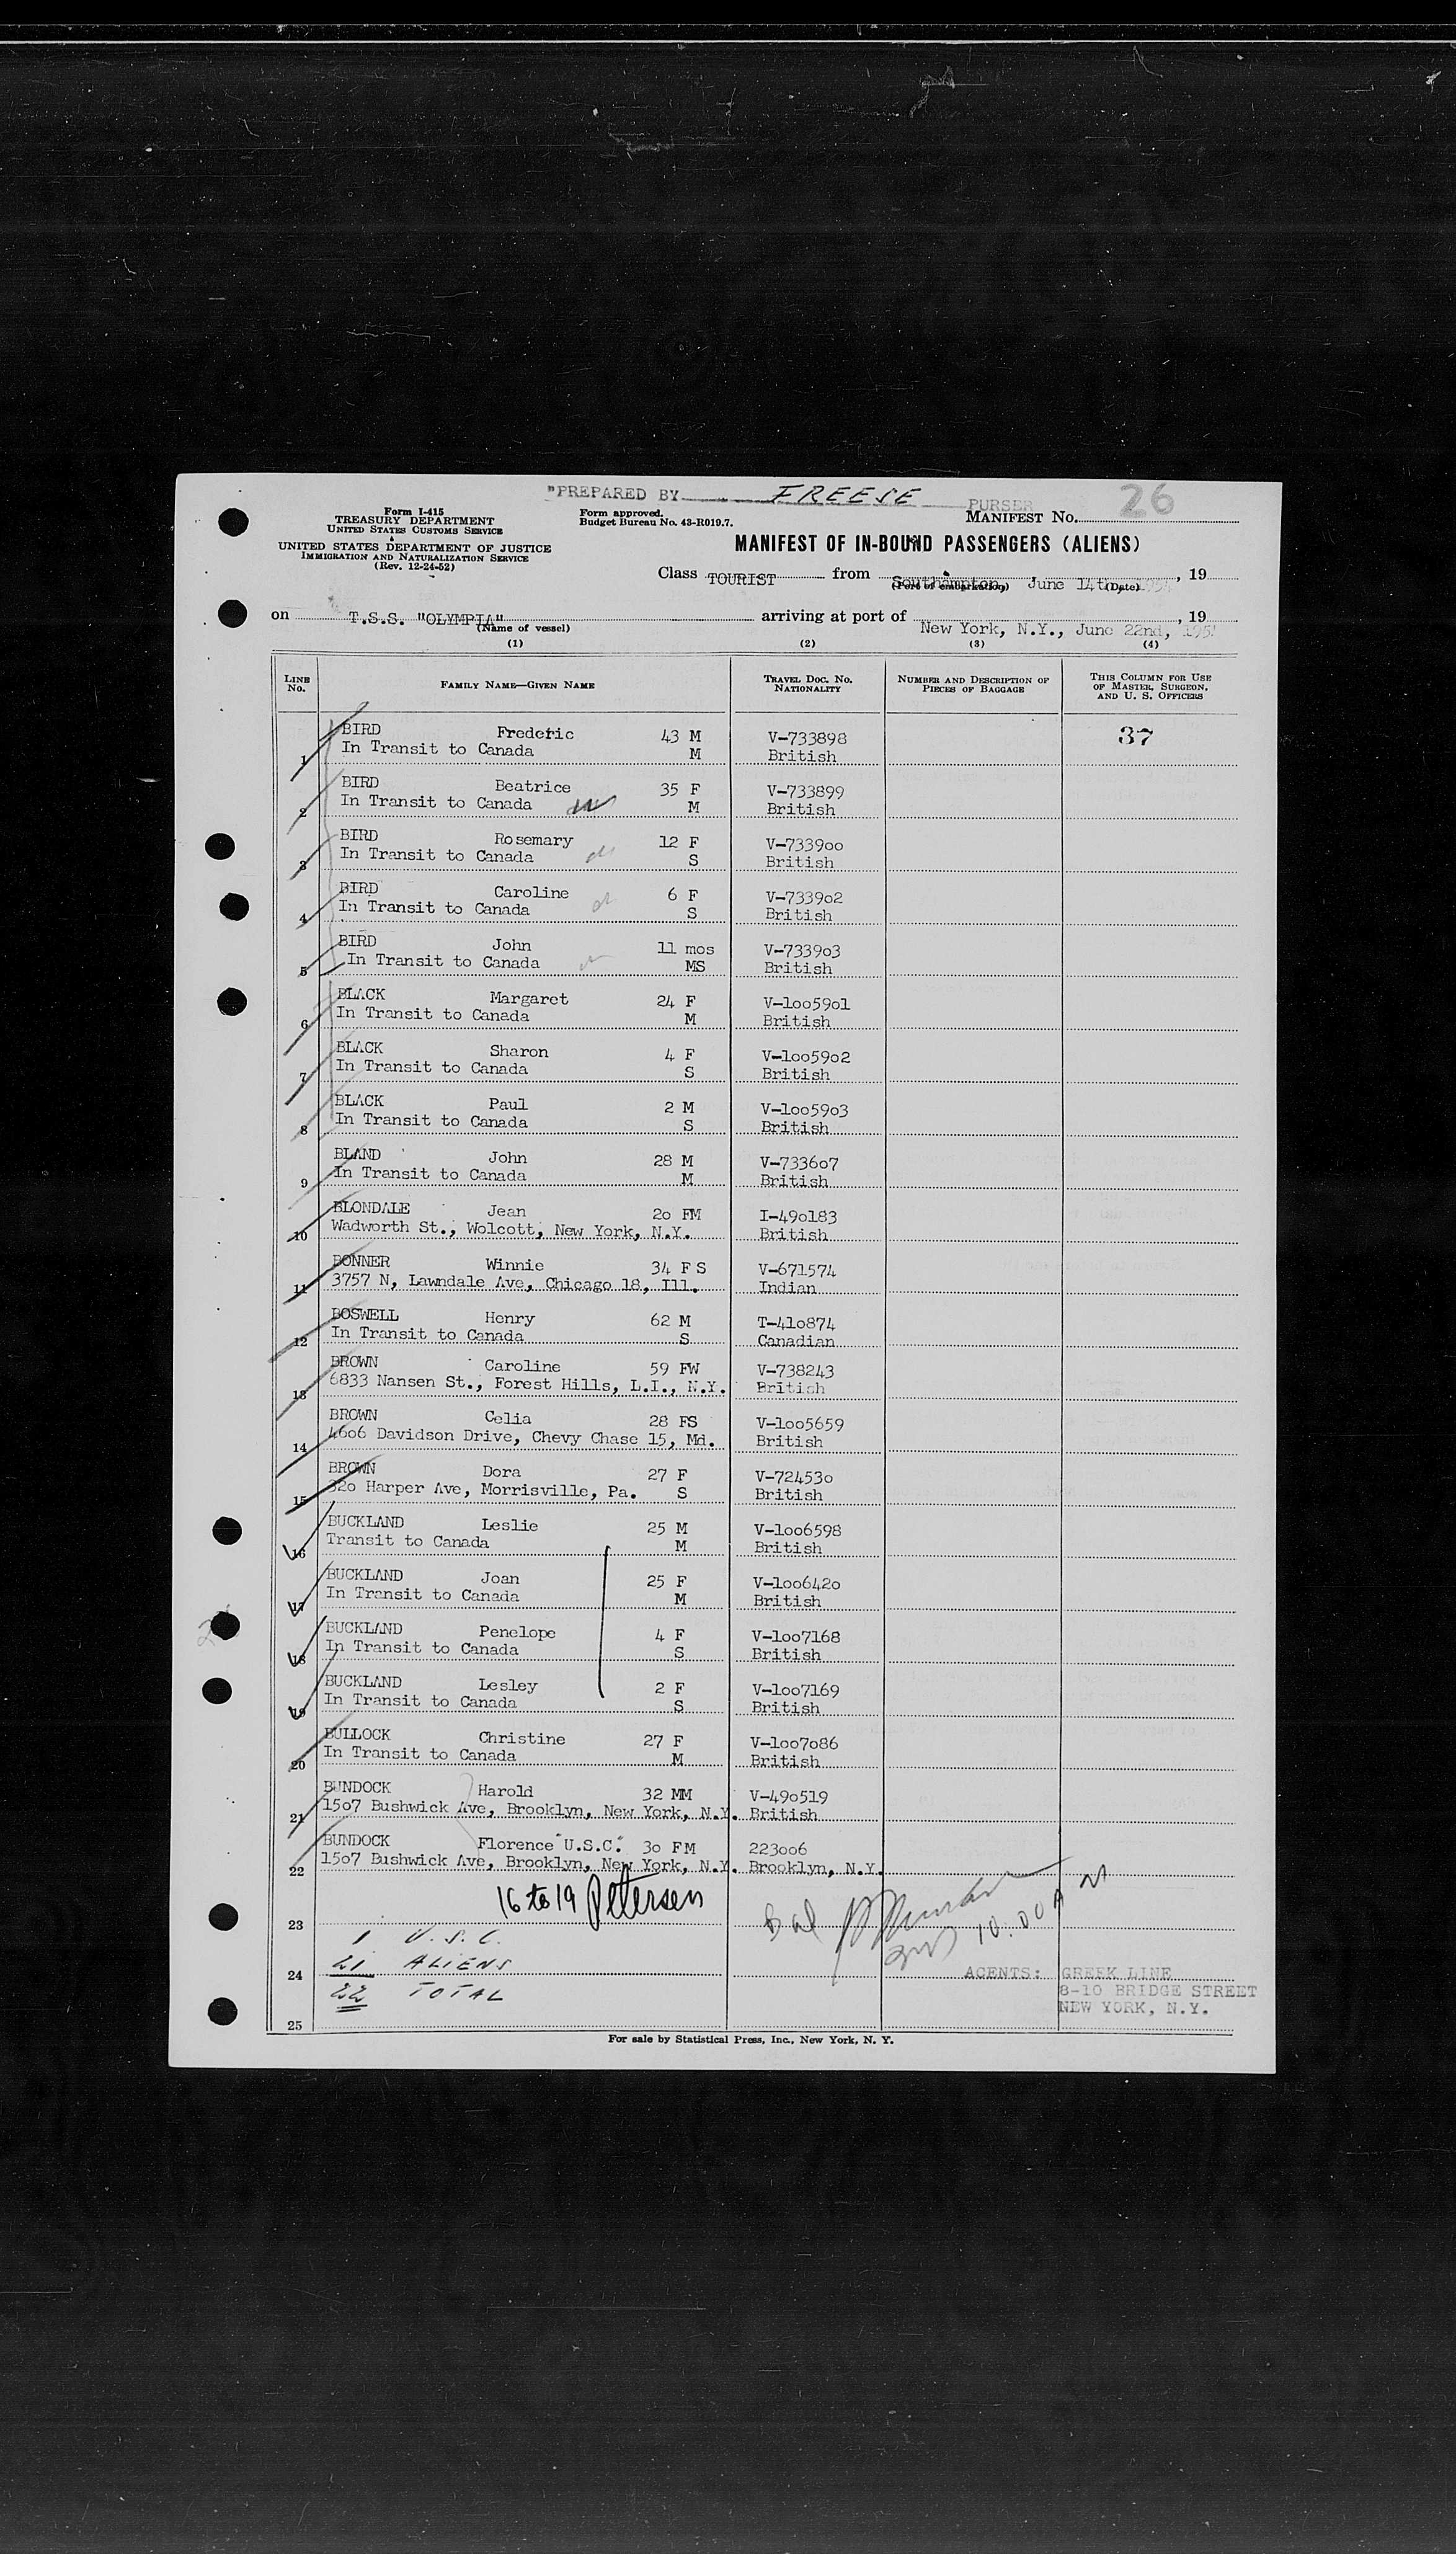 "PREPARED BY FREESE PURSER 26
Form I-415
TREASURY DEPARTMENT
UNITED STATES CUSTOMS SERVICE
UNITED STATES DEPARTMENT OF JUSTICE
IMMIGRATION AND NATURALIZATION SERVICE
(Rev. 12-24-52)
Form approved.
Budget Bureau No. 43-R019.7.
MANIFEST No.
MANIFEST OF IN-BOUND PASSENGERS (ALIENS)
Class TOURIST from Southampton, June 14th, , 19
(Port of embarkation) (Date)
on T.S.S. "OLYMPIA" arriving at port of New York, N.Y., June 22nd, , 19
(Name of vessel)
(1) (2) (3) (4)
LINE No. FAMILY NAME—GIVEN NAME TRAVEL DOC. No. NATIONALITY NUMBER AND DESCRIPTION OF PIECES OF BAGGAGE THIS COLUMN FOR USE OF MASTER, SURGEON, AND U. S. OFFICERS
BIRD Frederic 43 M V-733898 37
1 In Transit to Canada M British
BIRD Beatrice 35 F V-733899
2 In Transit to Canada M British
BIRD Rosemary 12 F V-733900
3 In Transit to Canada S British
BIRD Caroline 6 F V-733902
4 In Transit to Canada S British
BIRD John 11 mos V-733903
5 In Transit to Canada MS British
BLACK Margaret 24 F V-1005901
6 In Transit to Canada M British
BLACK Sharon 4 F V-1005902
7 In Transit to Canada S British
BLACK Paul 2 M V-1005903
8 In Transit to Canada S British
BLAND John 28 M V-733607
9 In Transit to Canada M British
BLONDALE Jean 20 FM I-490183
10 Wadworth St., Wolcott, New York, N.Y. British
BONNER Winnie 34 F S V-671574
11 3757 N, Lawndale Ave, Chicago 18, Ill. Indian
BOSWELL Henry 62 M T-410874
12 In Transit to Canada S Canadian
BROWN Caroline 59 FW V-738243
13 6833 Nansen St., Forest Hills, L.I., N.Y. British
BROWN Celia 28 FS V-1005659
14 4606 Davidson Drive, Chevy Chase 15, Md. British
BROWN Dora 27 F V-724530
15 320 Harper Ave, Morrisville, Pa. S British
BUCKLAND Leslie 25 M V-1006598
16 Transit to Canada M British
BUCKLAND Joan 25 F V-1006420
17 In Transit to Canada M British
BUCKLAND Penelope 4 F V-1007168
18 In Transit to Canada S British
BUCKLAND Lesley 2 F V-1007169
19 In Transit to Canada S British
BULLOCK Christine 27 F V-1007086
20 In Transit to Canada M British
BUNDOCK Harold 32 MM V-490519
21 1507 Bushwick Ave, Brooklyn, New York, N.Y. British
BUNDOCK Florence "U.S.C." 30 FM 223006
22 1507 Bushwick Ave, Brooklyn, New York, N.Y. Brooklyn, N.Y.
16 to 19 Petersen
23
1 U.S.C. 10:00 A M
21 ALIENS
24 AGENTS: GREEK LINE
22 TOTAL 8-10 BRIDGE STREET
NEW YORK, N.Y.
25
For sale by Statistical Press, Inc., New York, N. Y.